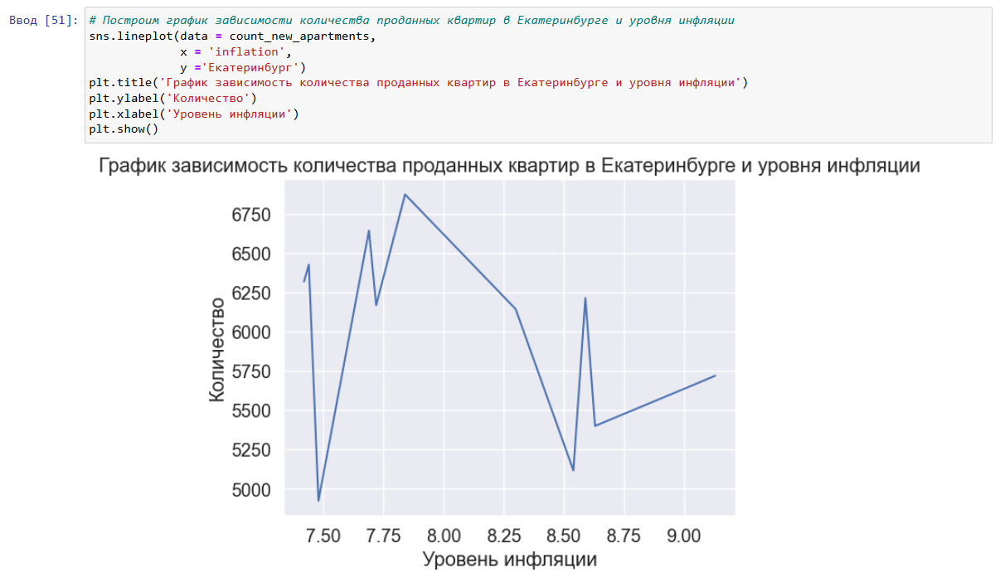 Ввод [51]: # Построим график зависимости количества проданных квартир в Екатеринбурге и уровня инфляции
sns.lineplot(data = count_new_apartments,
x = 'inflation',
y ='Екатеринбург')
plt.title('График зависимость количества проданных квартир в Екатеринбурге и уровня инфляции')
plt.ylabel('Количество')
plt.xlabel('Уровень инфляции')
plt.show()
График зависимость количества проданных квартир в Екатеринбурге и уровня инфляции
6750
6500
6250
6000
5750
5500
5250
5000
Количество
7.50 7.75 8.00 8.25 8.50 8.75 9.00
Уровень инфляции